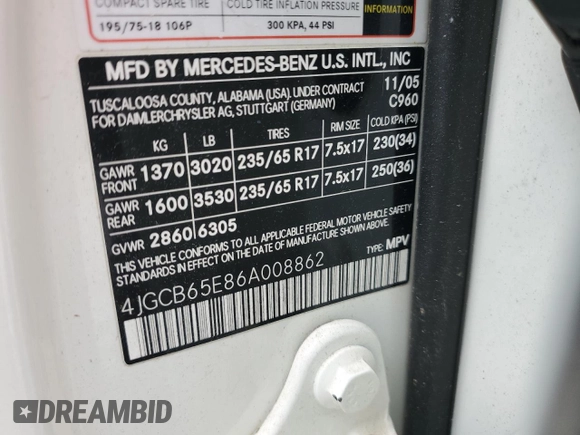 COMPACT SPARE TIRE COLD TIRE INFLATION PRESSURE
195/75-18 106P 300 KPA, 44 PSI
INFORMATION
MFD BY MERCEDES-BENZ U.S. INTL., INC
TUSCALOOSA COUNTY, ALABAMA (USA). UNDER CONTRACT 11/05
FOR DAIMLERCHRYSLER AG, STUTTGART (GERMANY) C960
KG LB TIRES RIM SIZE COLD KPA (PSI)
GAWR FRONT 1370 3020 235/65 R17 7.5x17 230(34)
GAWR REAR 1600 3530 235/65 R17 7.5x17 250(36)
GVWR 2860 6305
THIS VEHICLE CONFORMS TO ALL APPLICABLE FEDERAL MOTOR VEHICLE SAFETY
STANDARDS IN EFFECT ON THE DATE OF MANUFACTURE SHOWN ABOVE.
4JGCB65E86A008862 TYPE: MPV
DREAMBID